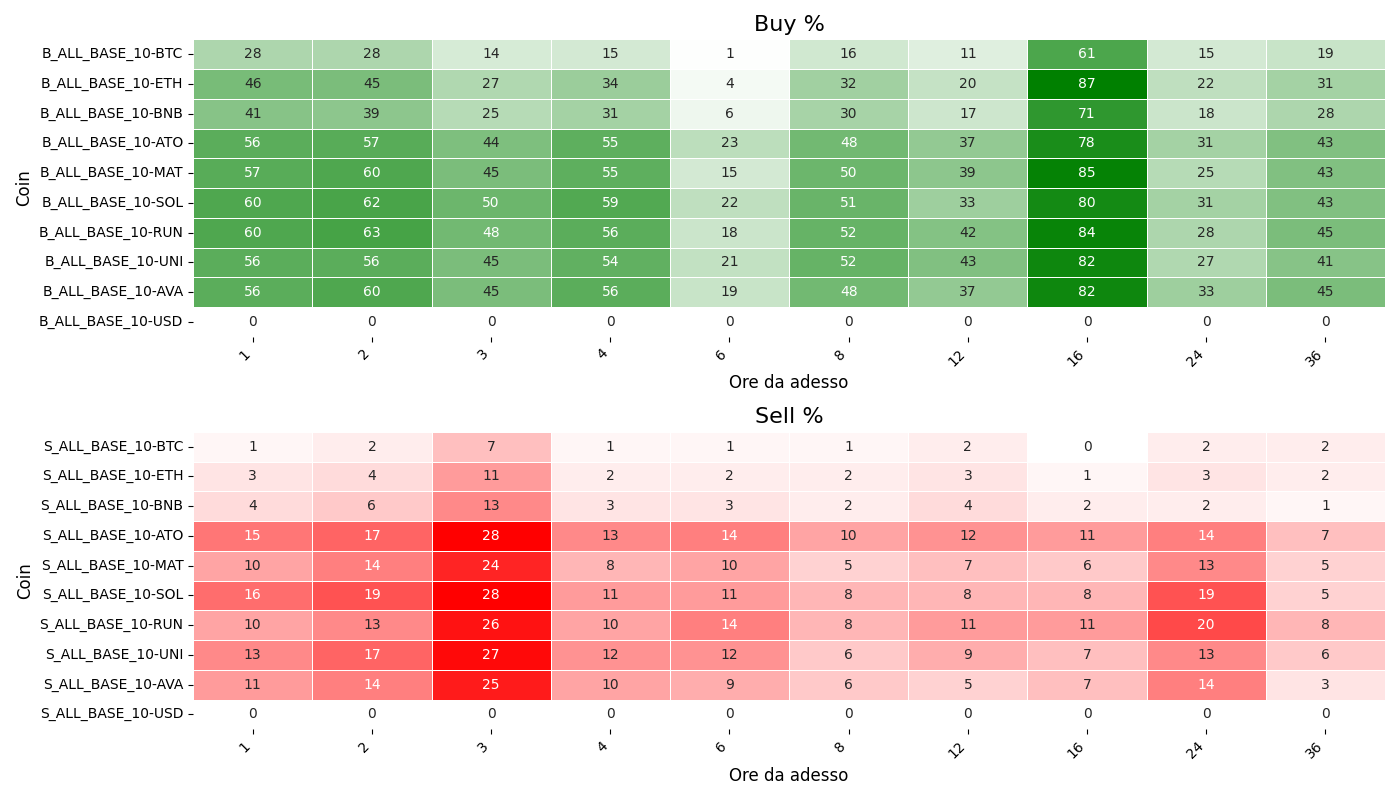 Buy %
Coin
B_ALL_BASE_10-BTC 28 28 14 15 1 16 11 61 15 19
B_ALL_BASE_10-ETH 46 45 27 34 4 32 20 87 22 31
B_ALL_BASE_10-BNB 41 39 25 31 6 30 17 71 18 28
B_ALL_BASE_10-ATO 56 57 44 55 23 48 37 78 31 43
B_ALL_BASE_10-MAT 57 60 45 55 15 50 39 85 25 43
B_ALL_BASE_10-SOL 60 62 50 59 22 51 33 80 31 43
B_ALL_BASE_10-RUN 60 63 48 56 18 52 42 84 28 45
B_ALL_BASE_10-UNI 56 56 45 54 21 52 43 82 27 41
B_ALL_BASE_10-AVA 56 60 45 56 19 48 37 82 33 45
B_ALL_BASE_10-USD 0 0 0 0 0 0 0 0 0 0
1 2 3 4 6 8 12 16 24 36
Ore da adesso
Sell %
Coin
S_ALL_BASE_10-BTC 1 2 7 1 1 1 2 0 2 2
S_ALL_BASE_10-ETH 3 4 11 2 2 2 3 1 3 2
S_ALL_BASE_10-BNB 4 6 13 3 3 2 4 2 2 1
S_ALL_BASE_10-ATO 15 17 28 13 14 10 12 11 14 7
S_ALL_BASE_10-MAT 10 14 24 8 10 5 7 6 13 5
S_ALL_BASE_10-SOL 16 19 28 11 11 8 8 8 19 5
S_ALL_BASE_10-RUN 10 13 26 10 14 8 11 11 20 8
S_ALL_BASE_10-UNI 13 17 27 12 12 6 9 7 13 6
S_ALL_BASE_10-AVA 11 14 25 10 9 6 5 7 14 3
S_ALL_BASE_10-USD 0 0 0 0 0 0 0 0 0 0
1 2 3 4 6 8 12 16 24 36
Ore da adesso